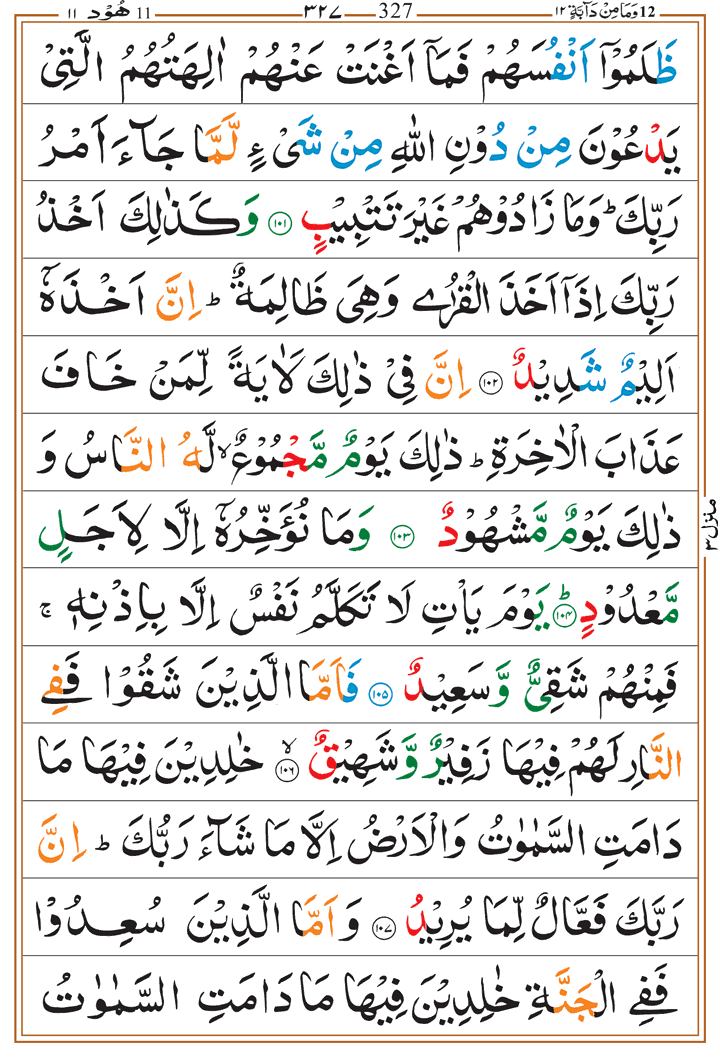 12 وَمَا مِنْ دَآبَّةٍ ١٢ 327 ٣٢٧ 11 هُوْد ١١
ظَلَمُوْۤا اَنْفُسَهُمْ فَمَاۤ اَغْنَتْ عَنْهُمْ اٰلِهَتُهُمُ الَّتِيْ
يَدْعُوْنَ مِنْ دُوْنِ اللّٰهِ مِنْ شَيْءٍ لَّمَّا جَآءَ اَمْرُ
رَبِّكَ ؕ وَمَا زَادُوْهُمْ غَيْرَ تَتْبِيْبٍ ۝١٠١ وَكَذٰلِكَ اَخْذُ
رَبِّكَ اِذَاۤ اَخَذَ الْقُرٰى وَهِيَ ظَالِمَةٌ ؕ اِنَّ اَخْذَهٗۤ
اَلِيْمٌ شَدِيْدٌ ۝١٠٢ اِنَّ فِيْ ذٰلِكَ لَاٰيَةً لِّمَنْ خَافَ
عَذَابَ الْاٰخِرَةِ ؕ ذٰلِكَ يَوْمٌ مَّجْمُوْعٌ ۙ لَّهُ النَّاسُ وَ
ذٰلِكَ يَوْمٌ مَّشْهُوْدٌ ۝١٠٣ وَمَا نُؤَخِّرُهٗۤ اِلَّا لِاَجَلٍ
مَّعْدُوْدٍ ۝١٠٤ؕ يَوْمَ يَاْتِ لَا تَكَلَّمُ نَفْسٌ اِلَّا بِاِذْنِهٖ ۚ
فَمِنْهُمْ شَقِيٌّ وَّسَعِيْدٌ ۝١٠٥ فَاَمَّا الَّذِيْنَ شَقُوْا فَفِي
النَّارِ لَهُمْ فِيْهَا زَفِيْرٌ وَّشَهِيْقٌ ۝١٠٦ۙ خٰلِدِيْنَ فِيْهَا مَا
دَامَتِ السَّمٰوٰتُ وَالْاَرْضُ اِلَّا مَا شَآءَ رَبُّكَ ؕ اِنَّ
رَبَّكَ فَعَّالٌ لِّمَا يُرِيْدُ ۝١٠٧ وَاَمَّا الَّذِيْنَ سُعِدُوْا
فَفِي الْجَنَّةِ خٰلِدِيْنَ فِيْهَا مَا دَامَتِ السَّمٰوٰتُ
منزل ٣